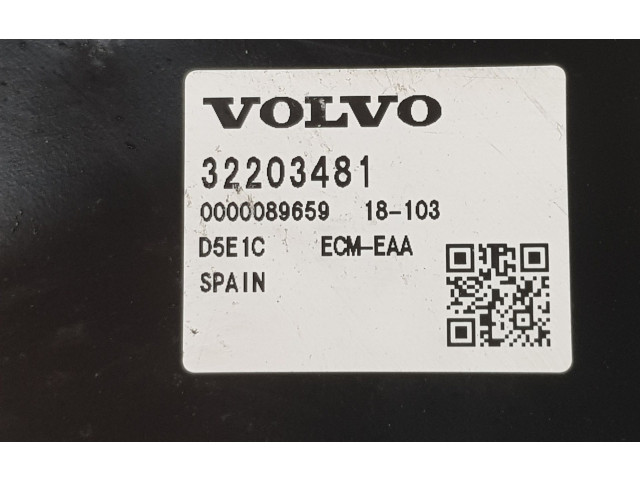 VOLVO
32203481
0000089659 18-103
D5E1C ECM-EAA
SPAIN